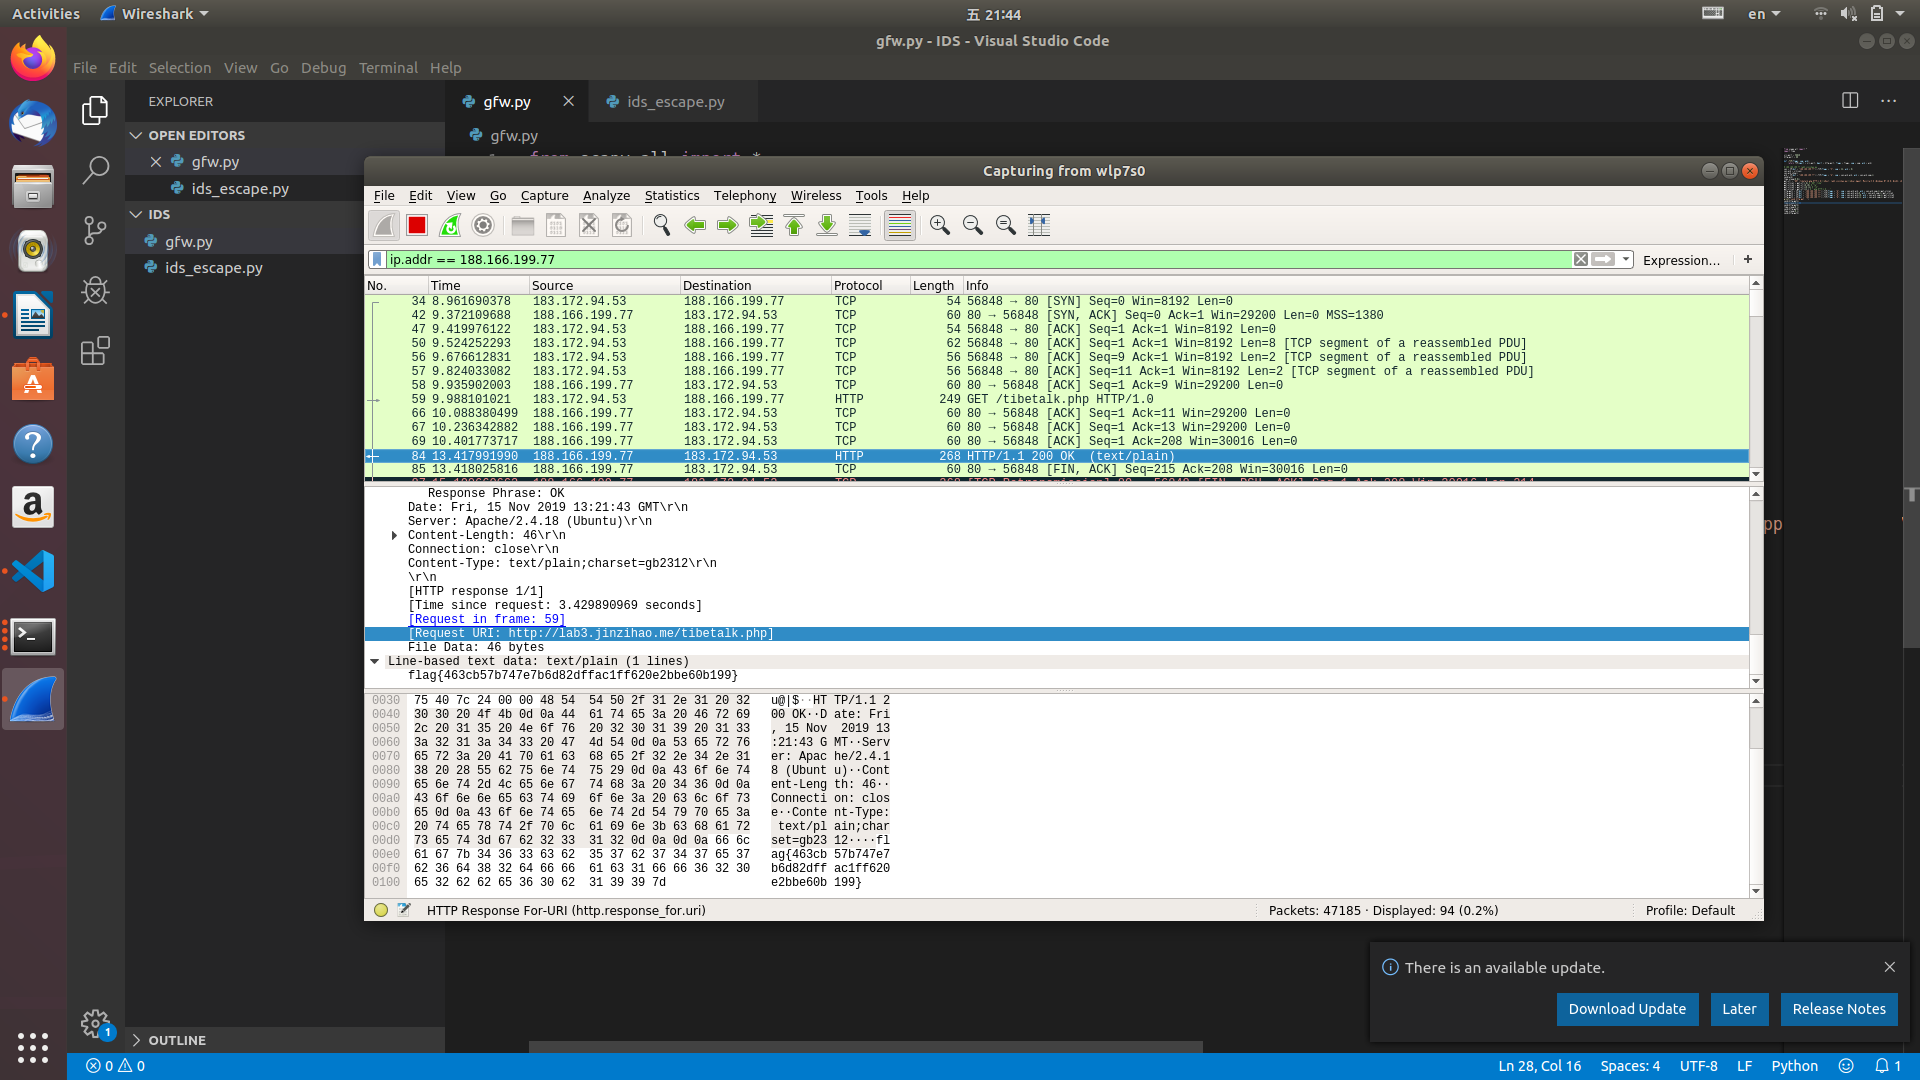 Activities
Wireshark
五 21:44
en
gfw.py - IDS - Visual Studio Code
File Edit Selection View Go Debug Terminal Help
EXPLORER
OPEN EDITORS
gfw.py
ids_escape.py
IDS
gfw.py
ids_escape.py
OUTLINE
gfw.py
ids_escape.py
gfw.py
Capturing from wlp7s0
File Edit View Go Capture Analyze Statistics Telephony Wireless Tools Help
ip.addr == 188.166.199.77
Expression…
+
No. Time Source Destination Protocol Length Info
34 8.961690378 183.172.94.53 188.166.199.77 TCP 54 56848 → 80 [SYN] Seq=0 Win=8192 Len=0
42 9.372109688 188.166.199.77 183.172.94.53 TCP 60 80 → 56848 [SYN, ACK] Seq=0 Ack=1 Win=29200 Len=0 MSS=1380
47 9.419976122 183.172.94.53 188.166.199.77 TCP 54 56848 → 80 [ACK] Seq=1 Ack=1 Win=8192 Len=0
50 9.524252293 183.172.94.53 188.166.199.77 TCP 62 56848 → 80 [ACK] Seq=1 Ack=1 Win=8192 Len=8 [TCP segment of a reassembled PDU]
56 9.676612831 183.172.94.53 188.166.199.77 TCP 56 56848 → 80 [ACK] Seq=9 Ack=1 Win=8192 Len=2 [TCP segment of a reassembled PDU]
57 9.824033082 183.172.94.53 188.166.199.77 TCP 56 56848 → 80 [ACK] Seq=11 Ack=1 Win=8192 Len=2 [TCP segment of a reassembled PDU]
58 9.935902003 188.166.199.77 183.172.94.53 TCP 60 80 → 56848 [ACK] Seq=1 Ack=9 Win=29200 Len=0
59 9.988101021 183.172.94.53 188.166.199.77 HTTP 249 GET /tibetalk.php HTTP/1.0
66 10.088380499 188.166.199.77 183.172.94.53 TCP 60 80 → 56848 [ACK] Seq=1 Ack=11 Win=29200 Len=0
67 10.236342882 188.166.199.77 183.172.94.53 TCP 60 80 → 56848 [ACK] Seq=1 Ack=13 Win=29200 Len=0
69 10.401773717 188.166.199.77 183.172.94.53 TCP 60 80 → 56848 [ACK] Seq=1 Ack=208 Win=30016 Len=0
84 13.417991990 188.166.199.77 183.172.94.53 HTTP 268 HTTP/1.1 200 OK (text/plain)
85 13.418025816 188.166.199.77 183.172.94.53 TCP 60 80 → 56848 [FIN, ACK] Seq=215 Ack=208 Win=30016 Len=0
Response Phrase: OK
Date: Fri, 15 Nov 2019 13:21:43 GMT\r\n
Server: Apache/2.4.18 (Ubuntu)\r\n
Content-Length: 46\r\n
Connection: close\r\n
Content-Type: text/plain;charset=gb2312\r\n
\r\n
[HTTP response 1/1]
[Time since request: 3.429890969 seconds]
[Request in frame: 59]
[Request URI: http://lab3.jinzihao.me/tibetalk.php]
File Data: 46 bytes
Line-based text data: text/plain (1 lines)
flag{463cb57b747e7b6d82dffac1ff620e2bbe60b199}
0030 75 40 7c 24 00 00 48 54 54 50 2f 31 2e 31 20 32 u@|$··HT TP/1.1 2
0040 30 30 20 4f 4b 0d 0a 44 61 74 65 3a 20 46 72 69 00 OK··D ate: Fri
0050 2c 20 31 35 20 4e 6f 76 20 32 30 31 39 20 31 33 , 15 Nov 2019 13
0060 3a 32 31 3a 34 33 20 47 4d 54 0d 0a 53 65 72 76 :21:43 G MT··Serv
0070 65 72 3a 20 41 70 61 63 68 65 2f 32 2e 34 2e 31 er: Apac he/2.4.1
0080 38 20 28 55 62 75 6e 74 75 29 0d 0a 43 6f 6e 74 8 (Ubunt u)··Cont
0090 65 6e 74 2d 4c 65 6e 67 74 68 3a 20 34 36 0d 0a ent-Leng th: 46··
00a0 43 6f 6e 6e 65 63 74 69 6f 6e 3a 20 63 6c 6f 73 Connecti on: clos
00b0 65 0d 0a 43 6f 6e 74 65 6e 74 2d 54 79 70 65 3a e··Conte nt-Type:
00c0 20 74 65 78 74 2f 70 6c 61 69 6e 3b 63 68 61 72 text/pl ain;char
00d0 73 65 74 3d 67 62 32 33 31 32 0d 0a 0d 0a 66 6c set=gb23 12····fl
00e0 61 67 7b 34 36 33 63 62 35 37 62 37 34 37 65 37 ag{463cb 57b747e7
00f0 62 36 64 38 32 64 66 66 61 63 31 66 66 36 32 30 b6d82dff ac1ff620
0100 65 32 62 62 65 36 30 62 31 39 39 7d e2bbe60b 199}
HTTP Response For-URI (http.response_for.uri)
Packets: 47185 · Displayed: 94 (0.2%)
Profile: Default
pp
There is an available update.
Download Update
Later
Release Notes
1
0 0
Ln 28, Col 16
Spaces: 4
UTF-8
LF
Python
1